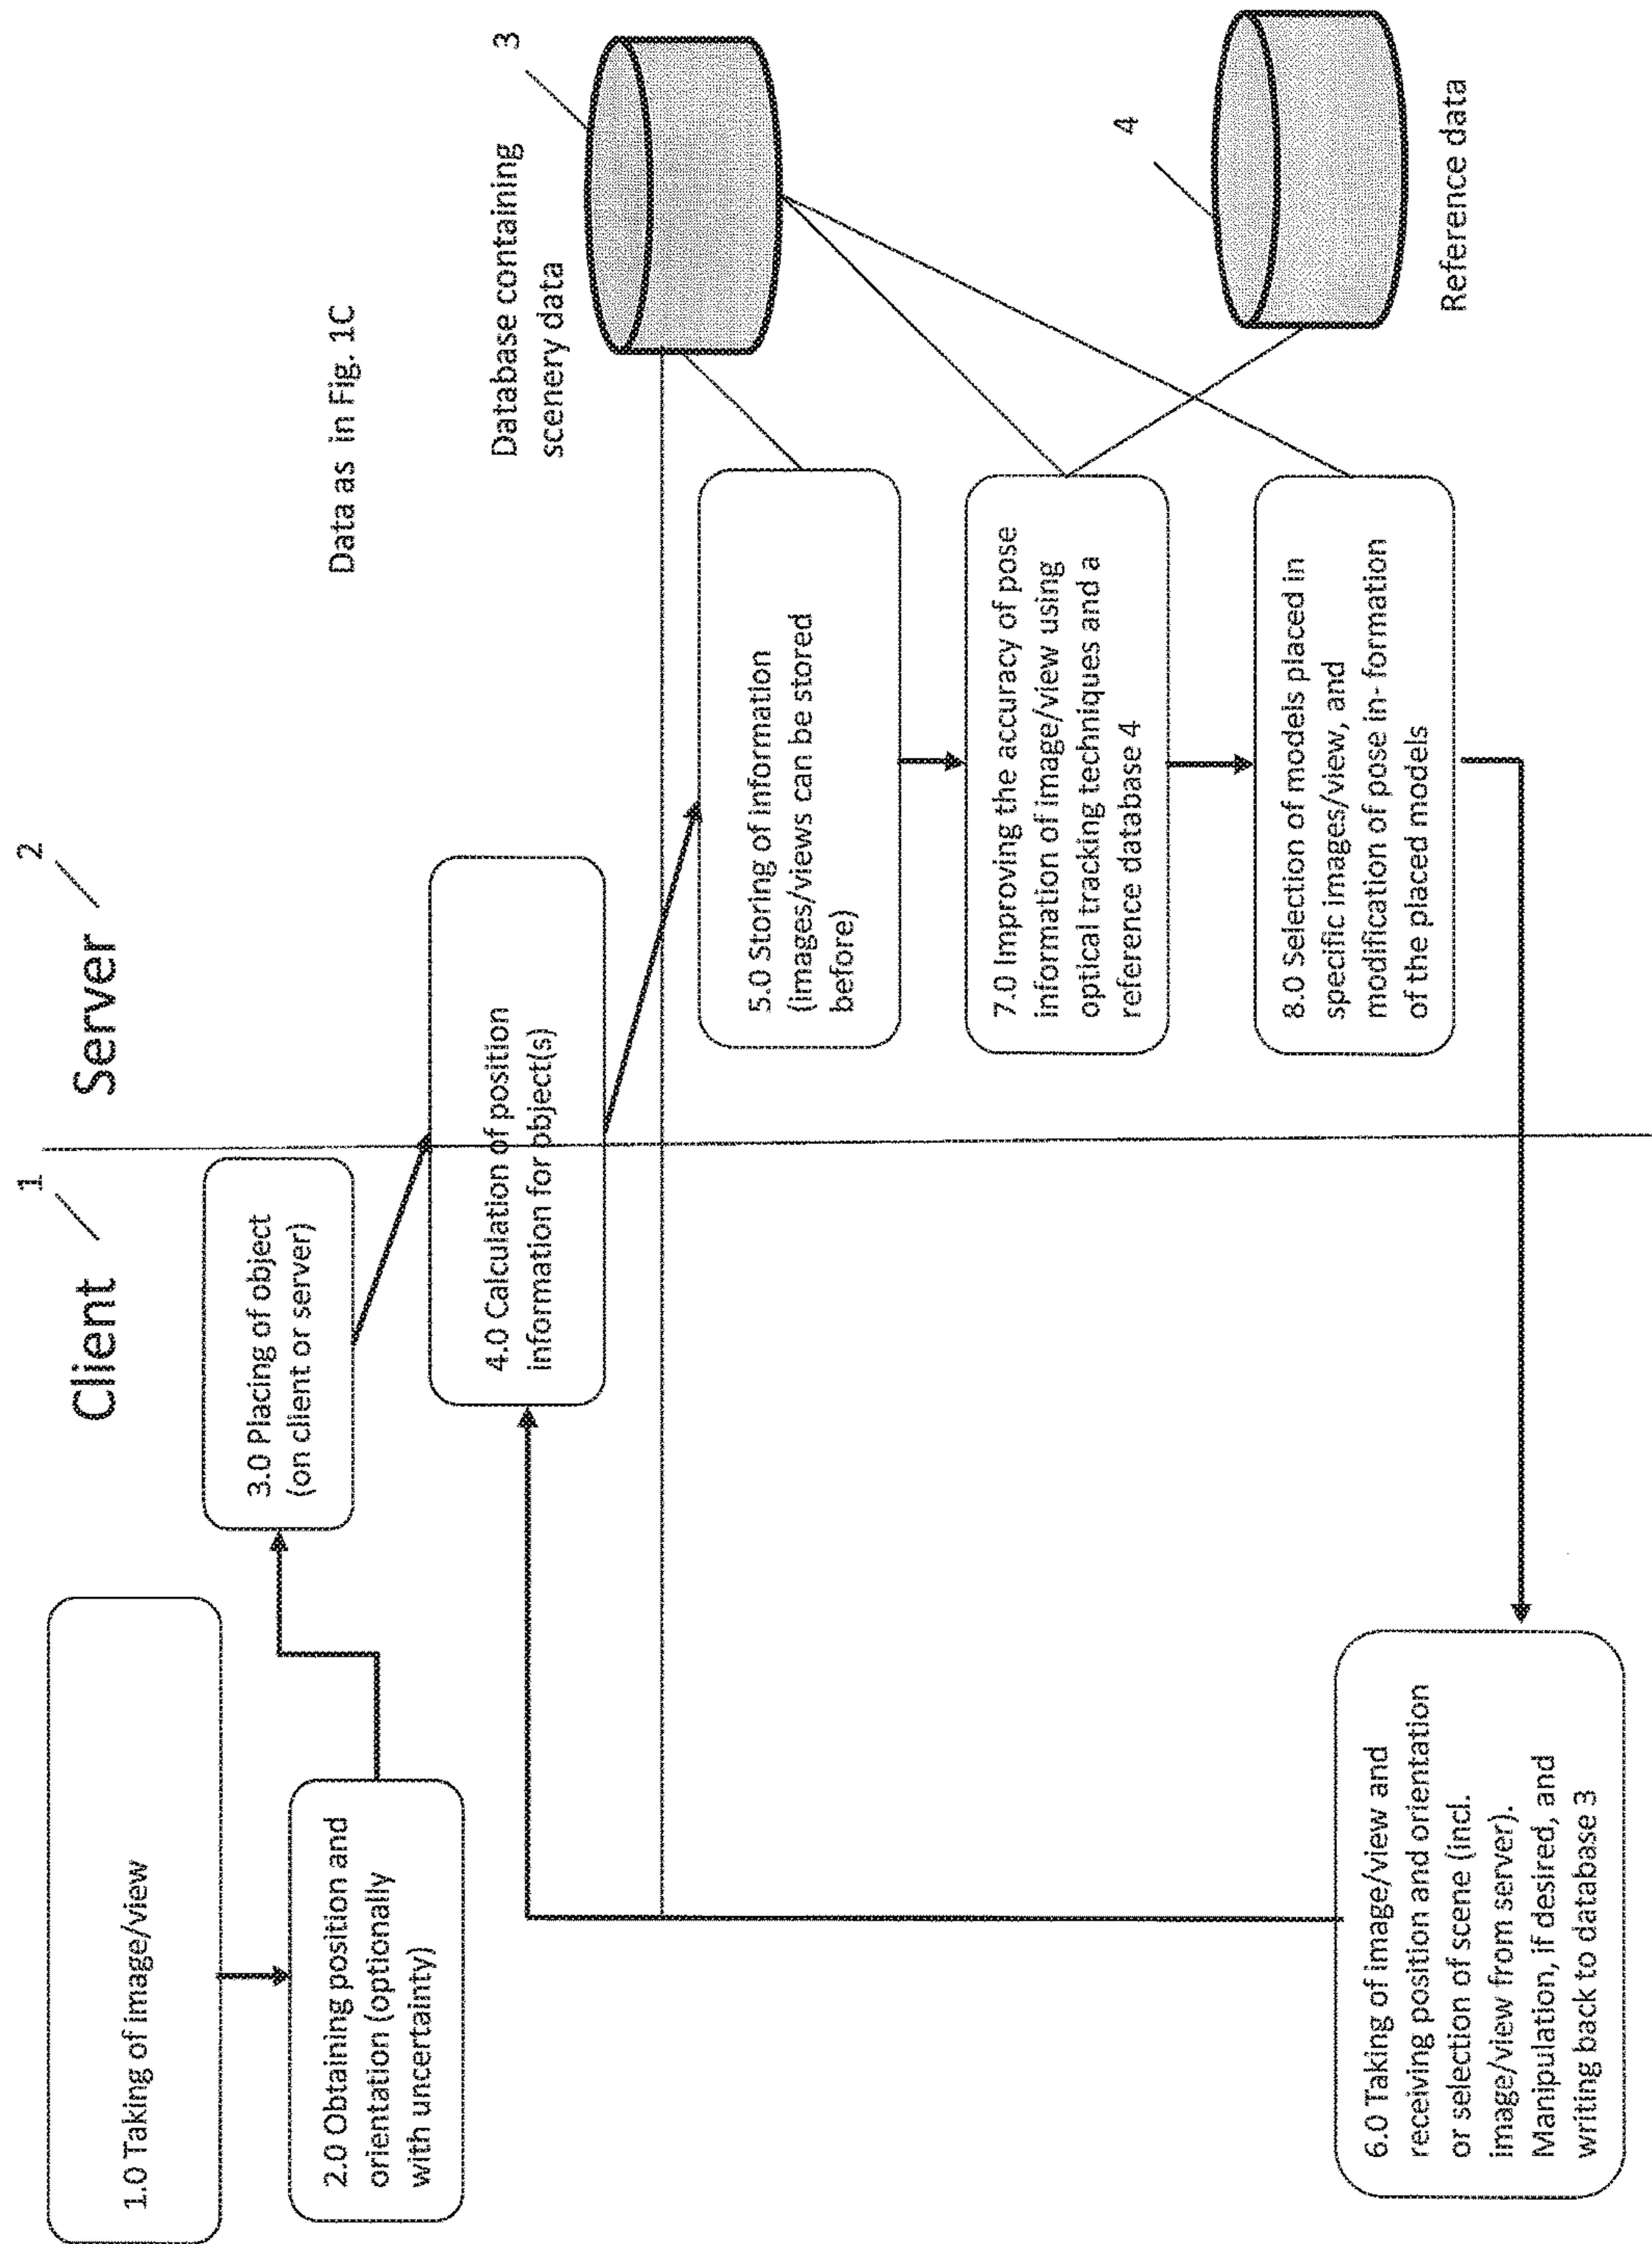 Client
1
Server
2
1.0 Taking of image/view
2.0 Obtaining position and
orientation (optionally
with uncertainty)
3.0 Placing of object
(on client or server)
4.0 Calculation of position
information for object(s)
Data as in Fig. 1C
Database containing
scenery data
3
5.0 Storing of information
(images/views can be stored
before)
7.0 Improving the accuracy of pose
information of image/view using
optical tracking techniques and a
reference database 4
8.0 Selection of models placed in
specific images/view, and
modification of pose in- formation
of the placed models
4
Reference data
6.0 Taking of image/view and
receiving position and orientation
or selection of scene (incl.
image/view from server).
Manipulation, if desired, and
writing back to database 3